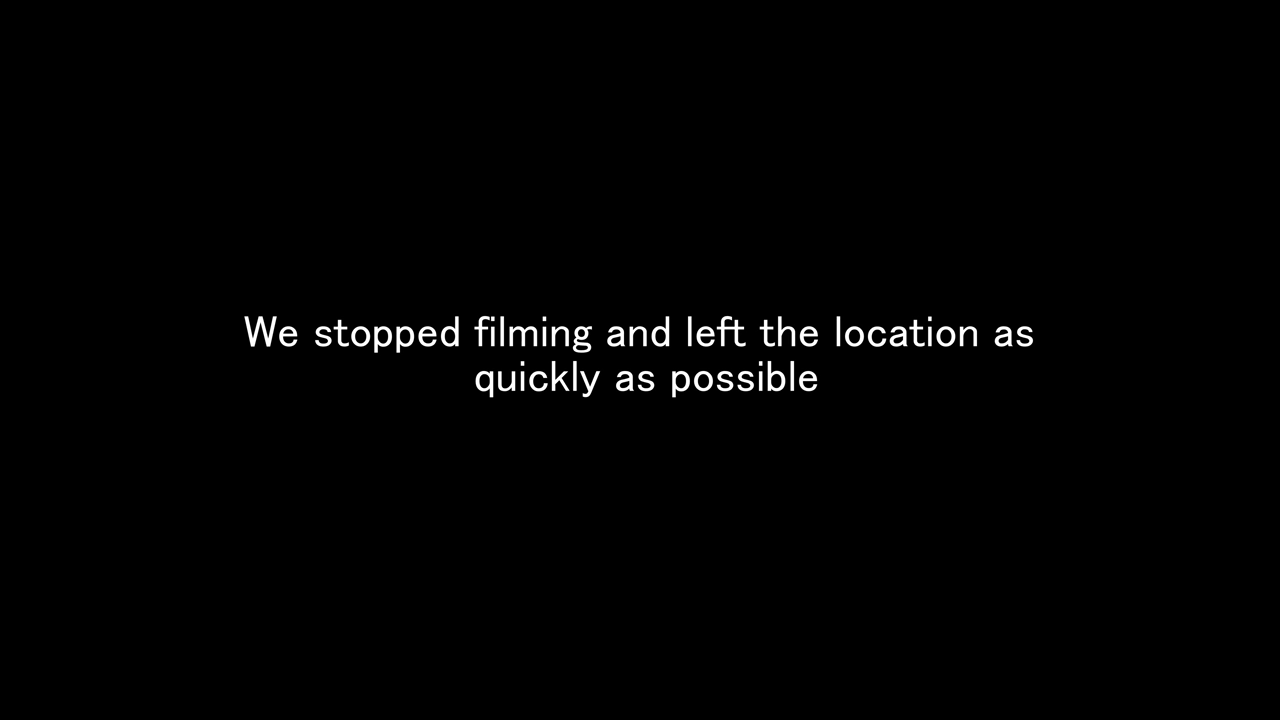 We stopped filming and left the location as
quickly as possible